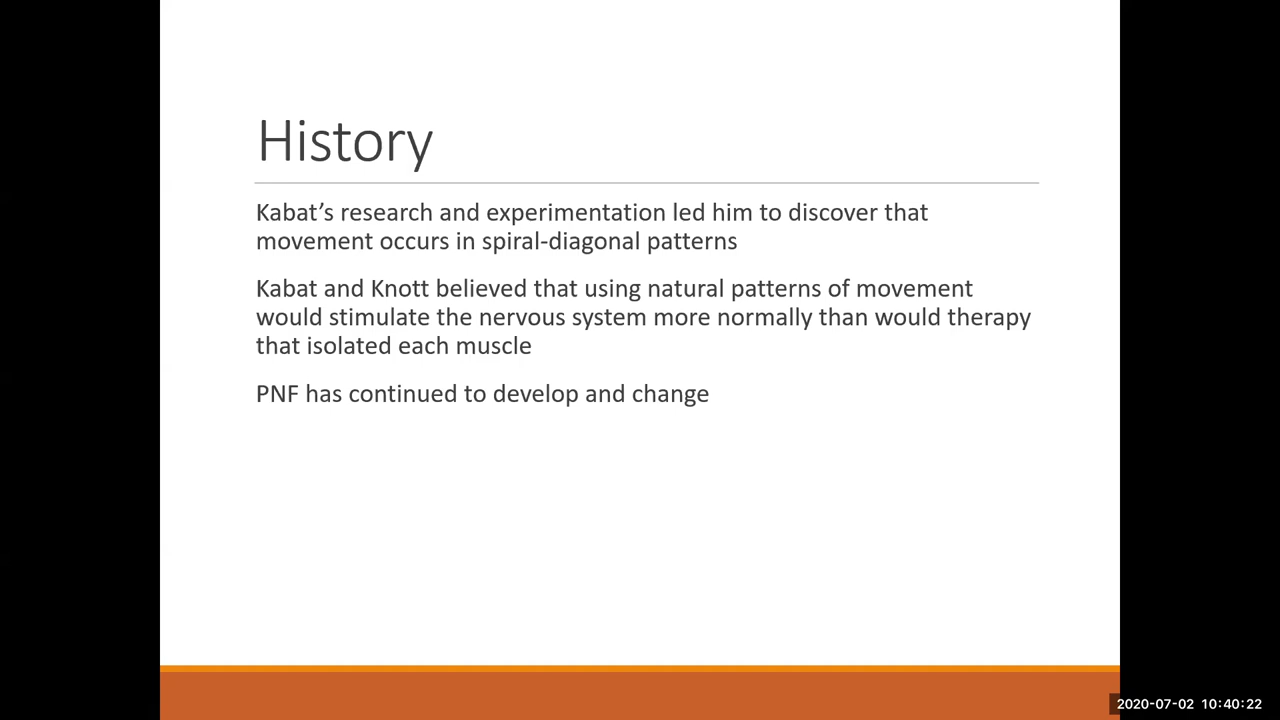 History
Kabat’s research and experimentation led him to discover that
movement occurs in spiral-diagonal patterns
Kabat and Knott believed that using natural patterns of movement
would stimulate the nervous system more normally than would therapy
that isolated each muscle
PNF has continued to develop and change
2020-07-02 10:40:22